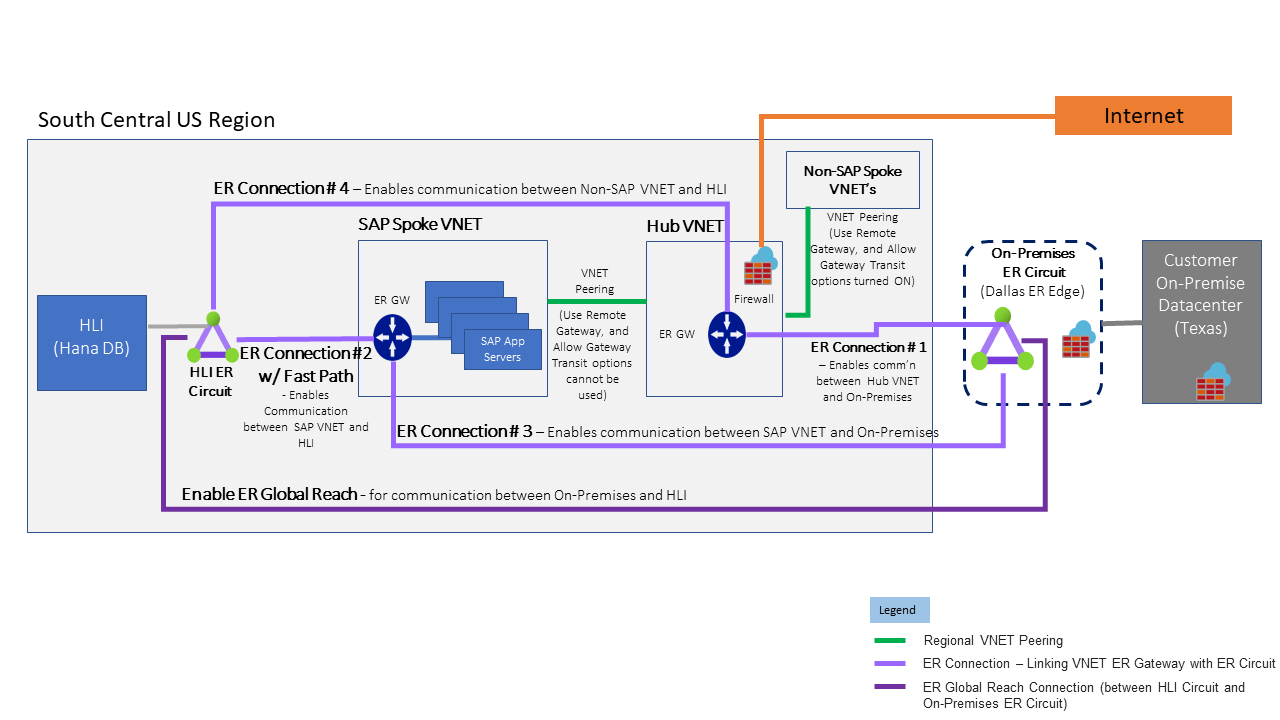 South Central US Region
Internet
Non-SAP Spoke
VNET's
ER Connection # 4 – Enables communication between Non-SAP VNET and HLI
SAP Spoke VNET
Hub VNET
VNET Peering
(Use Remote
Gateway, and Allow
Gateway Transit
options turned ON)
On-Premises
ER Circuit
(Dallas ER Edge)
Customer
On-Premise
Datacenter
(Texas)
VNET
Peering
(Use Remote
Gateway, and
Allow Gateway
Transit options
cannot be
used)
ER GW
Firewall
HLI
(Hana DB)
SAP App
Servers
ER GW
HLI ER
Circuit
ER Connection #2
w/ Fast Path
- Enables
Communication
between SAP VNET and
HLI
ER Connection # 1
– Enables comm'n
between Hub VNET
and On-Premises
ER Connection # 3 – Enables communication between SAP VNET and On-Premises
Enable ER Global Reach - for communication between On-Premises and HLI
Legend
Regional VNET Peering
ER Connection – Linking VNET ER Gateway with ER Circuit
ER Global Reach Connection (between HLI Circuit and
On-Premises ER Circuit)